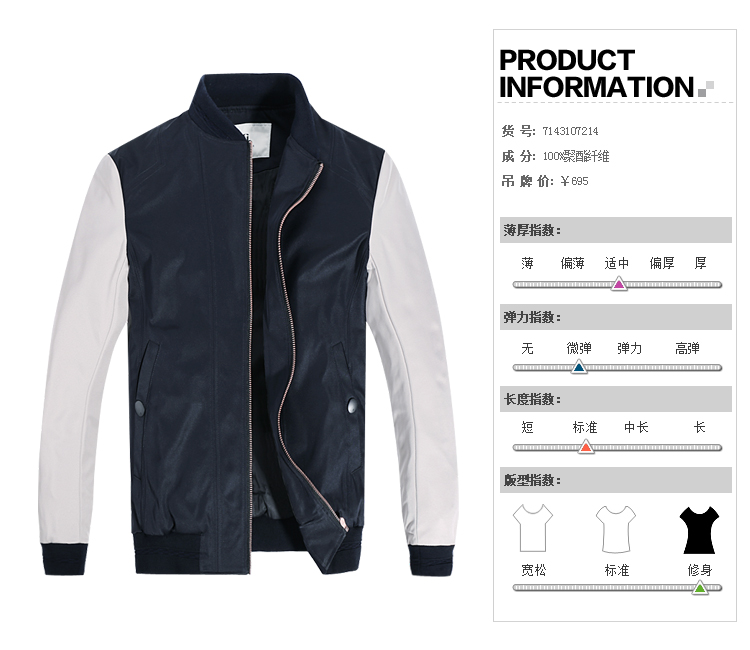 PRODUCT
INFORMATION
货 号: 7143107214
成 分: 100%聚酯纤维
吊 牌 价: ￥695
薄厚指数:
薄 偏薄 适中 偏厚 厚
弹力指数:
无 微弹 弹力 高弹
长度指数:
短 标准 中长 长
版型指数:
宽松 标准 修身